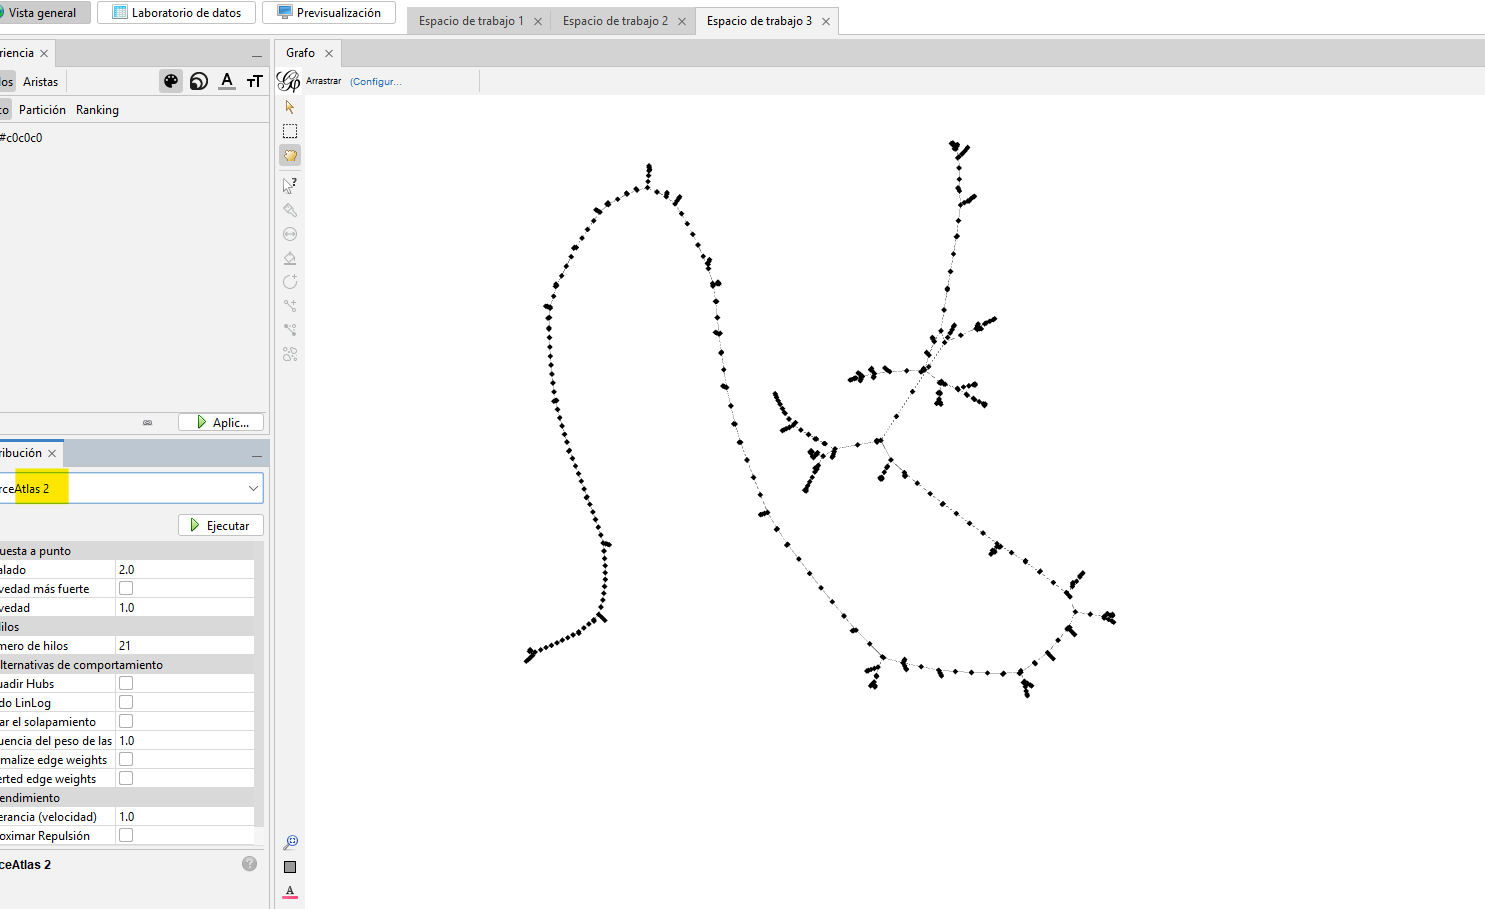 Vista general
Laboratorio de datos
Previsualización
Espacio de trabajo 1
Espacio de trabajo 2
Espacio de trabajo 3
riencia
Grafo
los Aristas
Arrastrar (Configur...
co Partición Ranking
#c0c0c0
Aplic...
ribución
rceAtlas 2
Ejecutar
uesta a punto
alado 2.0
vedad más fuerte
vedad 1.0
lilos
mero de hilos 21
lternativas de comportamiento
uadir Hubs
do LinLog
ar el solapamiento
uencia del peso de las 1.0
malize edge weights
erted edge weights
endimiento
erancia (velocidad) 1.0
oximar Repulsión
ceAtlas 2